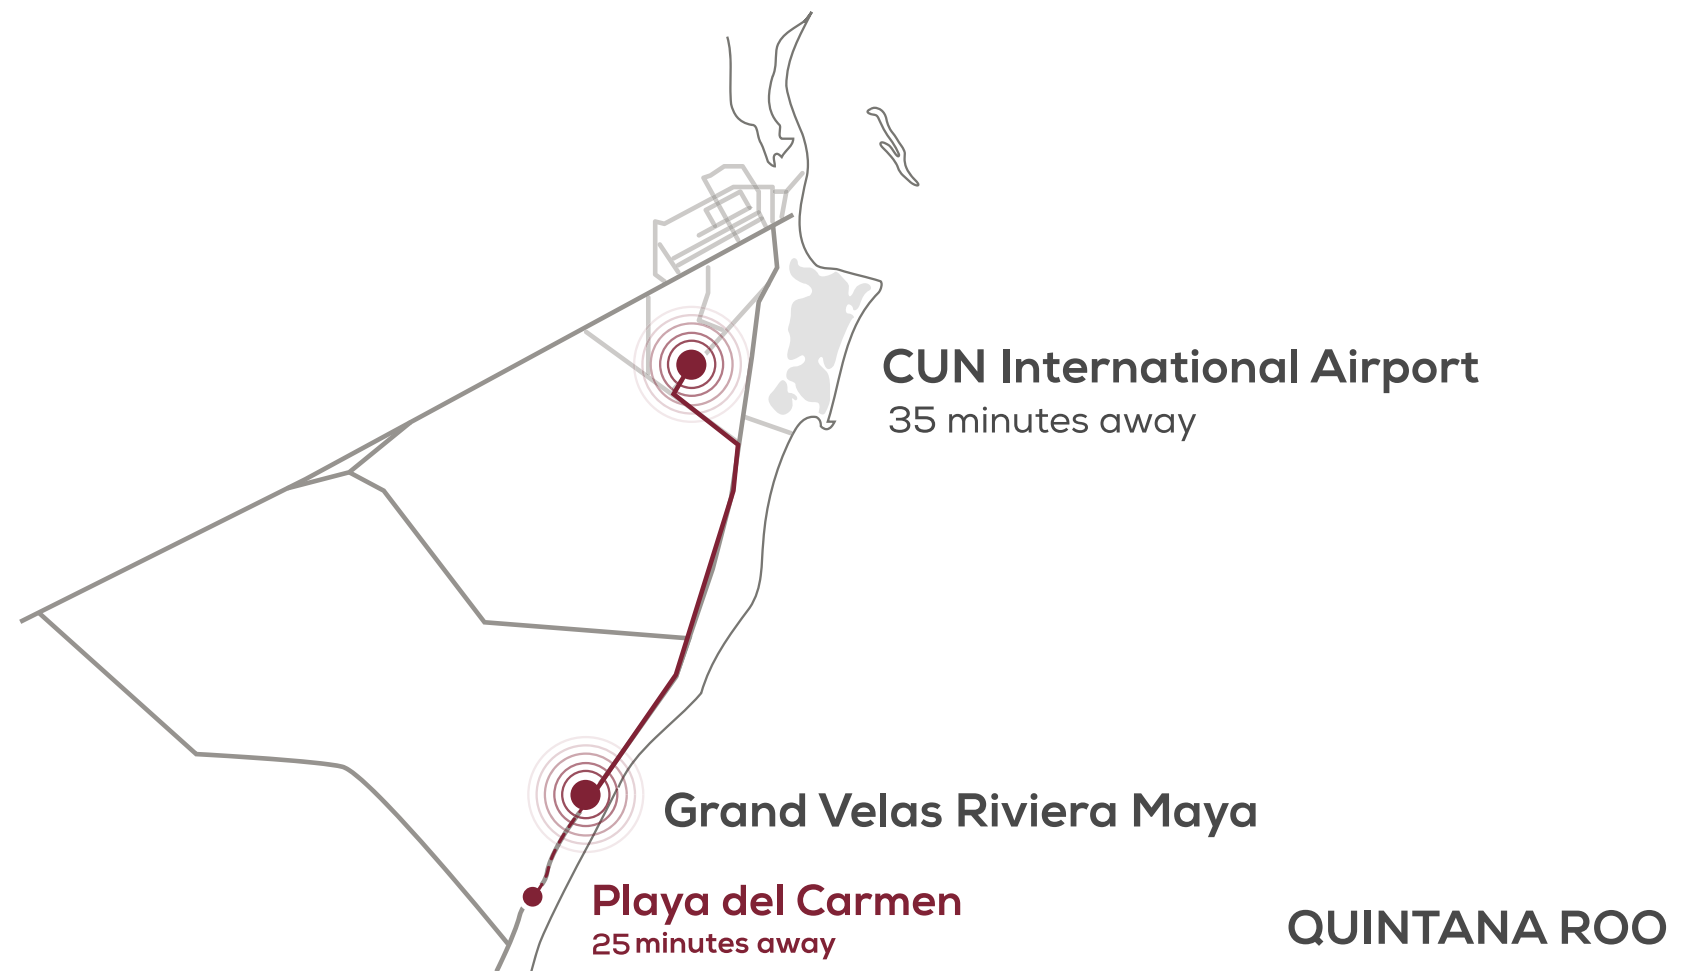 CUN International Airport
35 minutes away
Grand Velas Riviera Maya
Playa del Carmen
25 minutes away
QUINTANA ROO